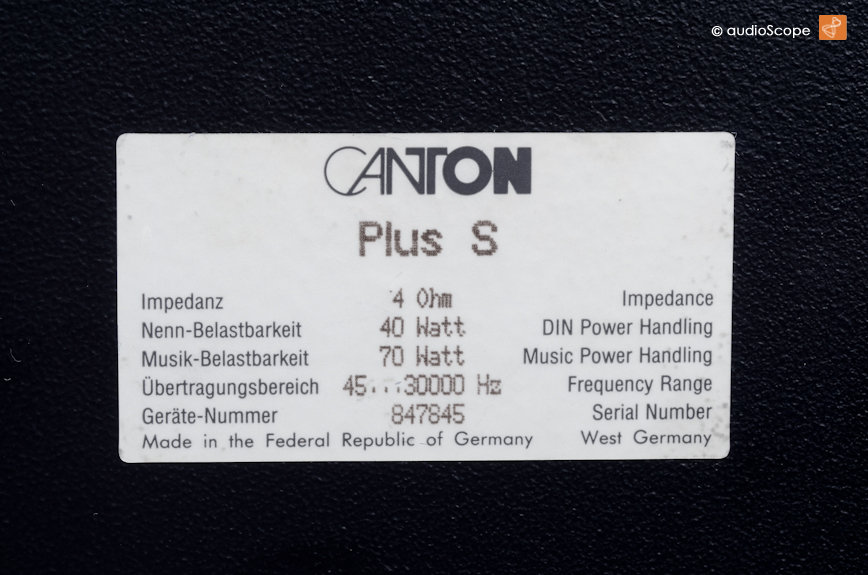 © audioScope
CANTON
Plus S
Impedanz 4 Ohm Impedance
Nenn-Belastbarkeit 40 Watt DIN Power Handling
Musik-Belastbarkeit 70 Watt Music Power Handling
Übertragungsbereich 45...30000 Hz Frequency Range
Geräte-Nummer 847845 Serial Number
Made in the Federal Republic of Germany West Germany